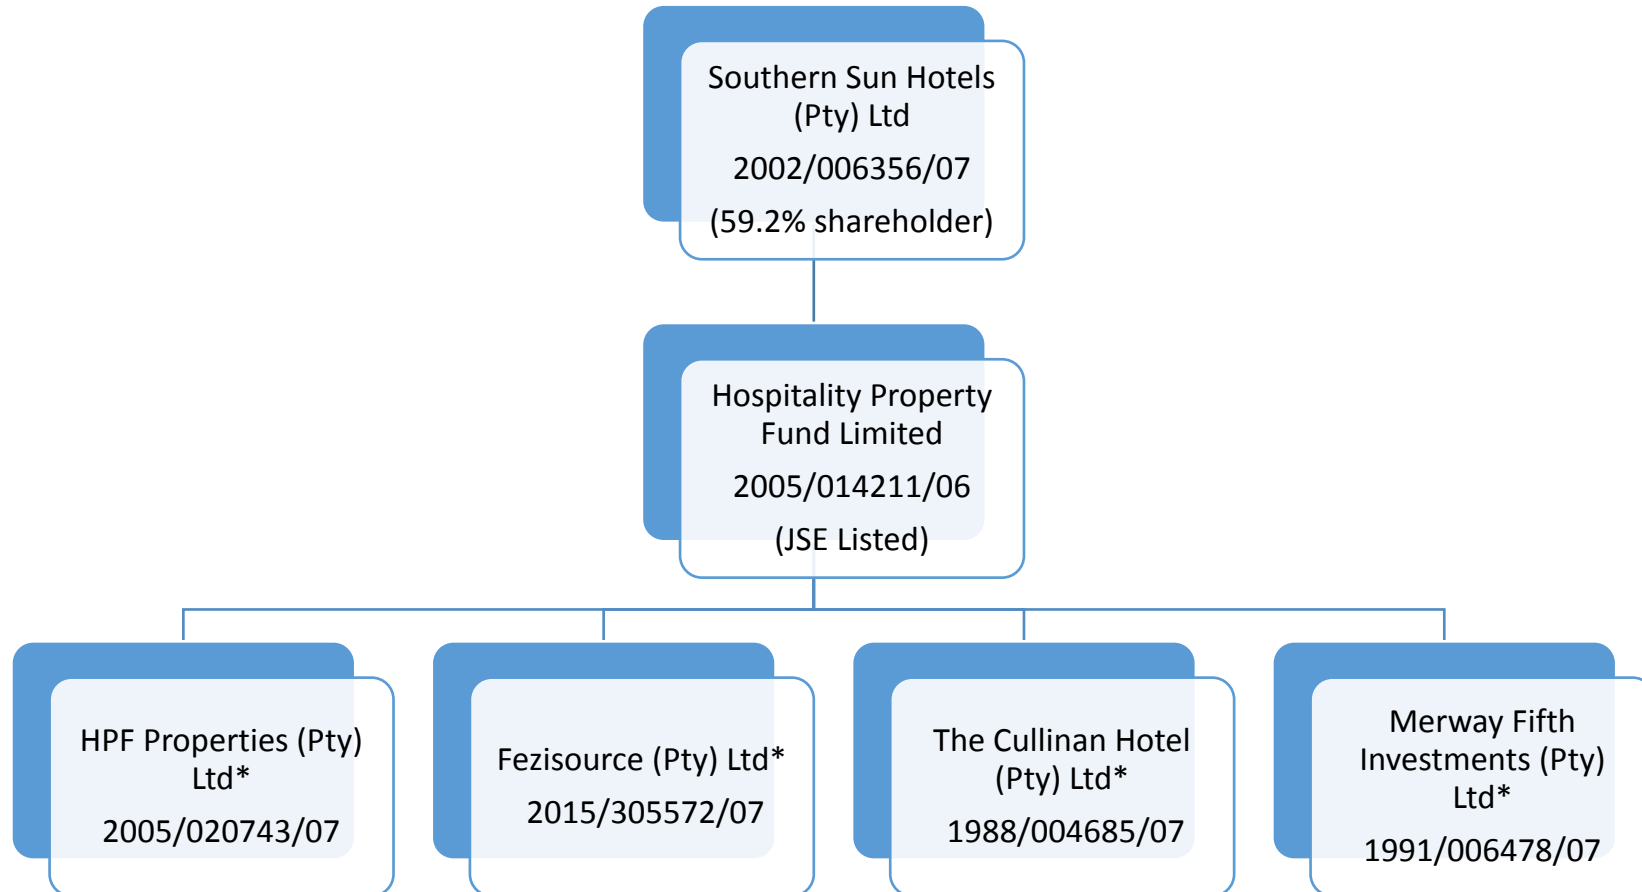 Southern Sun Hotels
(Pty) Ltd
2002/006356/07
(59.2% shareholder)
Hospitality Property
Fund Limited
2005/014211/06
(JSE Listed)
HPF Properties (Pty)
Ltd*
2005/020743/07
Fezisource (Pty) Ltd*
2015/305572/07
The Cullinan Hotel
(Pty) Ltd*
1988/004685/07
Merway Fifth
Investments (Pty)
Ltd*
1991/006478/07